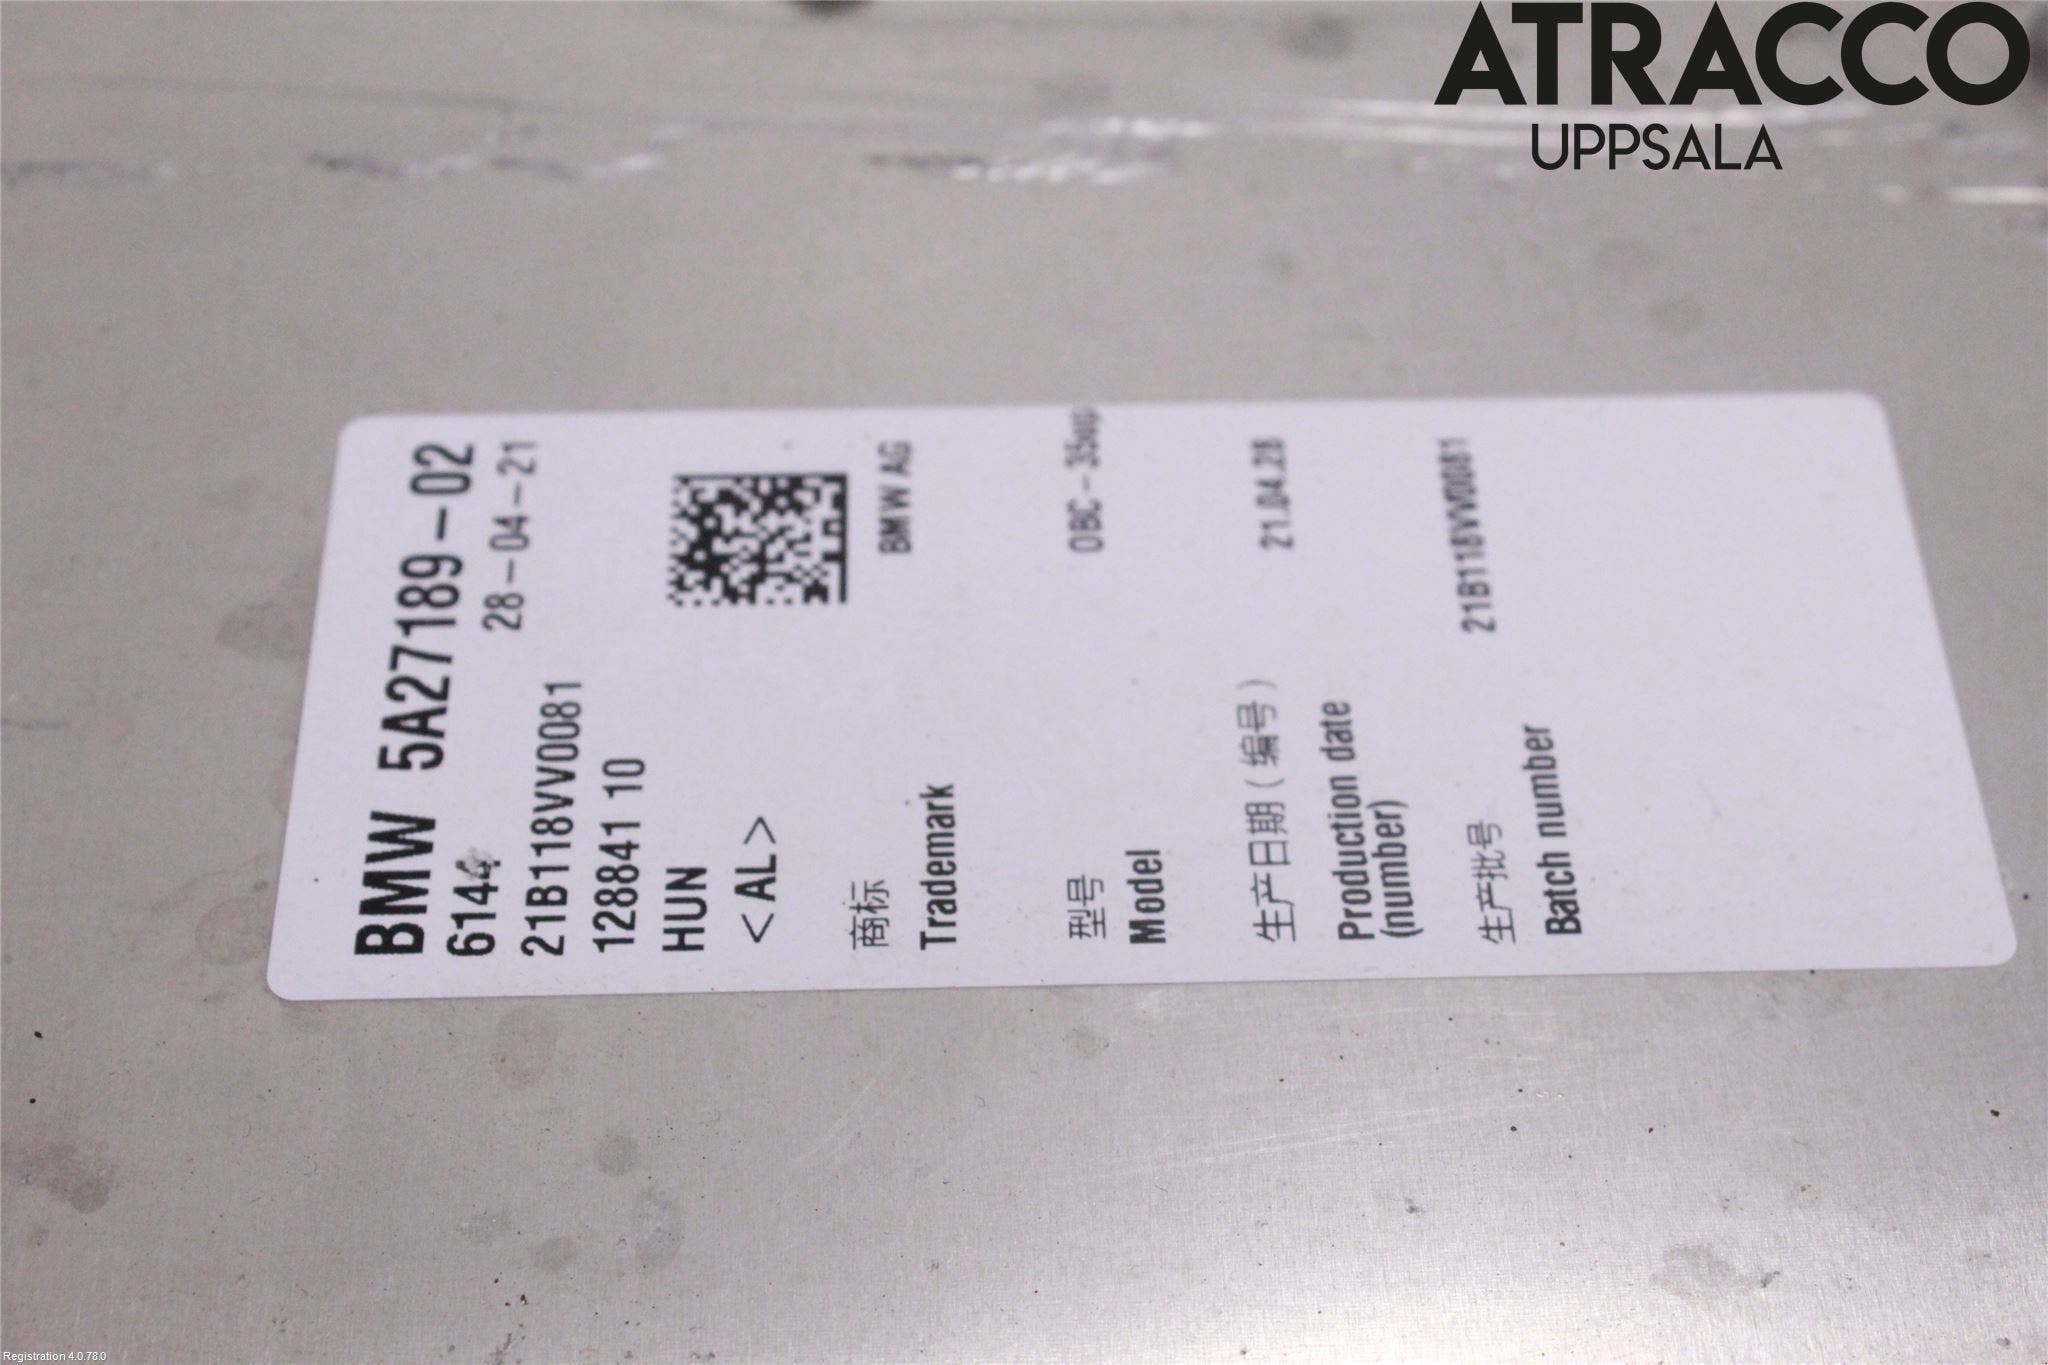 ATRACCO
UPPSALA
BMW 5A27189-02
6144 28-04-21
21B118VV0081
128841 10
HUN
<AL>
商标 BMW AG
Trademark
型号
Model
生产日期(编号) 21.04.28
Production date
(number)
生产批号 21B118VV0081
Batch number
Registration 4.0.78.0